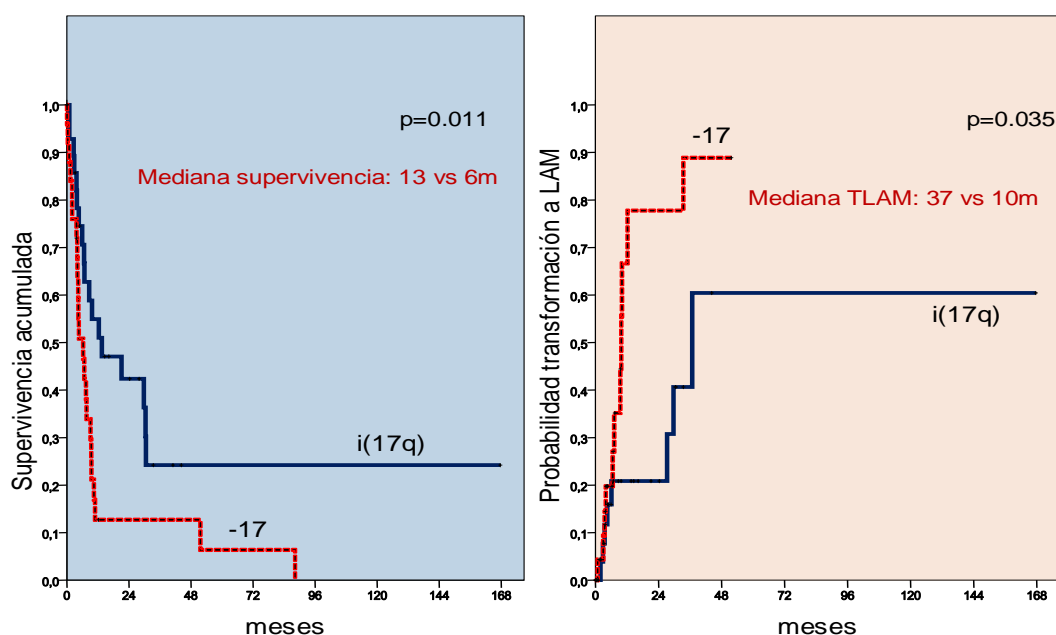 p=0.011
Mediana supervivencia: 13 vs 6m
Supervivencia acumulada
1,0
0,9
0,8
0,7
0,6
0,5
0,4
0,3
0,2
0,1
0,0
i(17q)
-17
0 24 48 72 96 120 144 168
meses
p=0.035
-17
Mediana TLAM: 37 vs 10m
Probabilidad transformación a LAM
1,0
0,9
0,8
0,7
0,6
0,5
0,4
0,3
0,2
0,1
0,0
i(17q)
0 24 48 72 96 120 144 168
meses